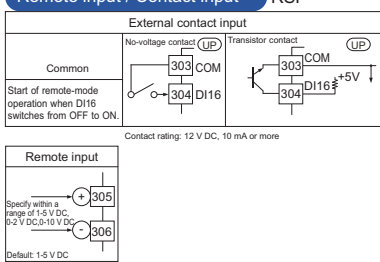 Remote input / Contact input RSP
External contact input
No-voltage contact UP
Transistor contact UP
Common
303 COM
303 COM
Start of remote-mode
operation when DI16
switches from OFF to ON.
304 DI16
304 DI16 +5V
Contact rating: 12 V DC, 10 mA or more
Remote input
+ 305
Specify within a
range of 1-5 V DC,
0-2 V DC,0-10 V DC
- 306
Default: 1-5 V DC